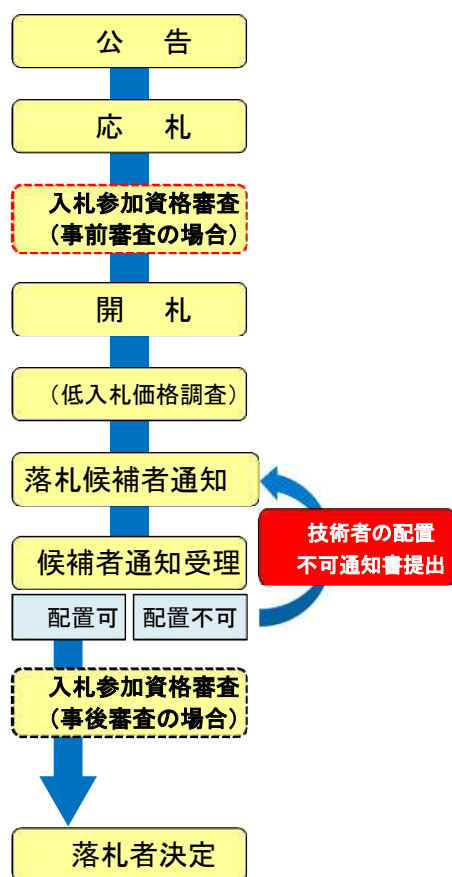 公　告
応　札
入札参加資格審査
（事前審査の場合）
開　札
（低入札価格調査）
落札候補者通知
技術者の配置
不可通知書提出
候補者通知受理
配置可
配置不可
入札参加資格審査
（事後審査の場合）
落札者決定